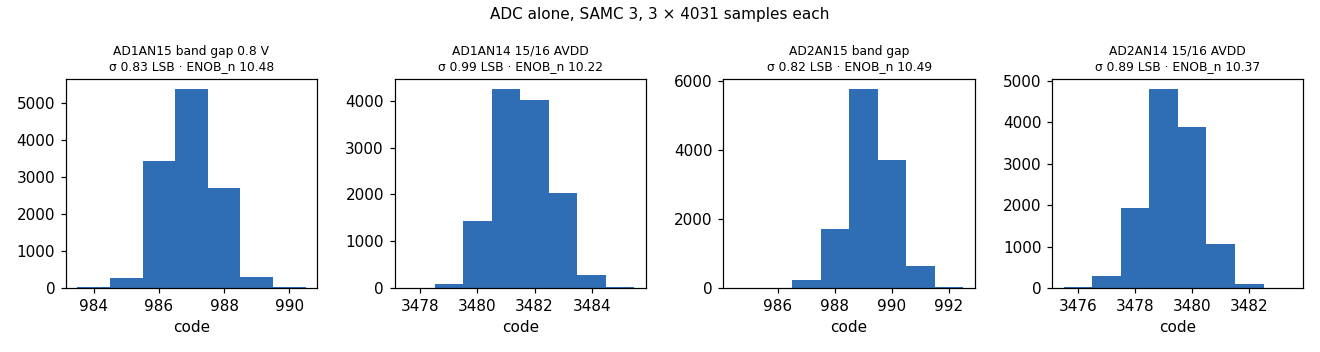 ADC alone, SAMC 3, 3 × 4031 samples each
AD1AN15 band gap 0.8 V
σ 0.83 LSB · ENOB_n 10.48
5000
4000
3000
2000
1000
0
984 986 988 990
code
AD1AN14 15/16 AVDD
σ 0.99 LSB · ENOB_n 10.22
4000
3000
2000
1000
0
3478 3480 3482 3484
code
AD2AN15 band gap
σ 0.82 LSB · ENOB_n 10.49
6000
4000
2000
0
986 988 990 992
code
AD2AN14 15/16 AVDD
σ 0.89 LSB · ENOB_n 10.37
5000
4000
3000
2000
1000
0
3476 3478 3480 3482
code